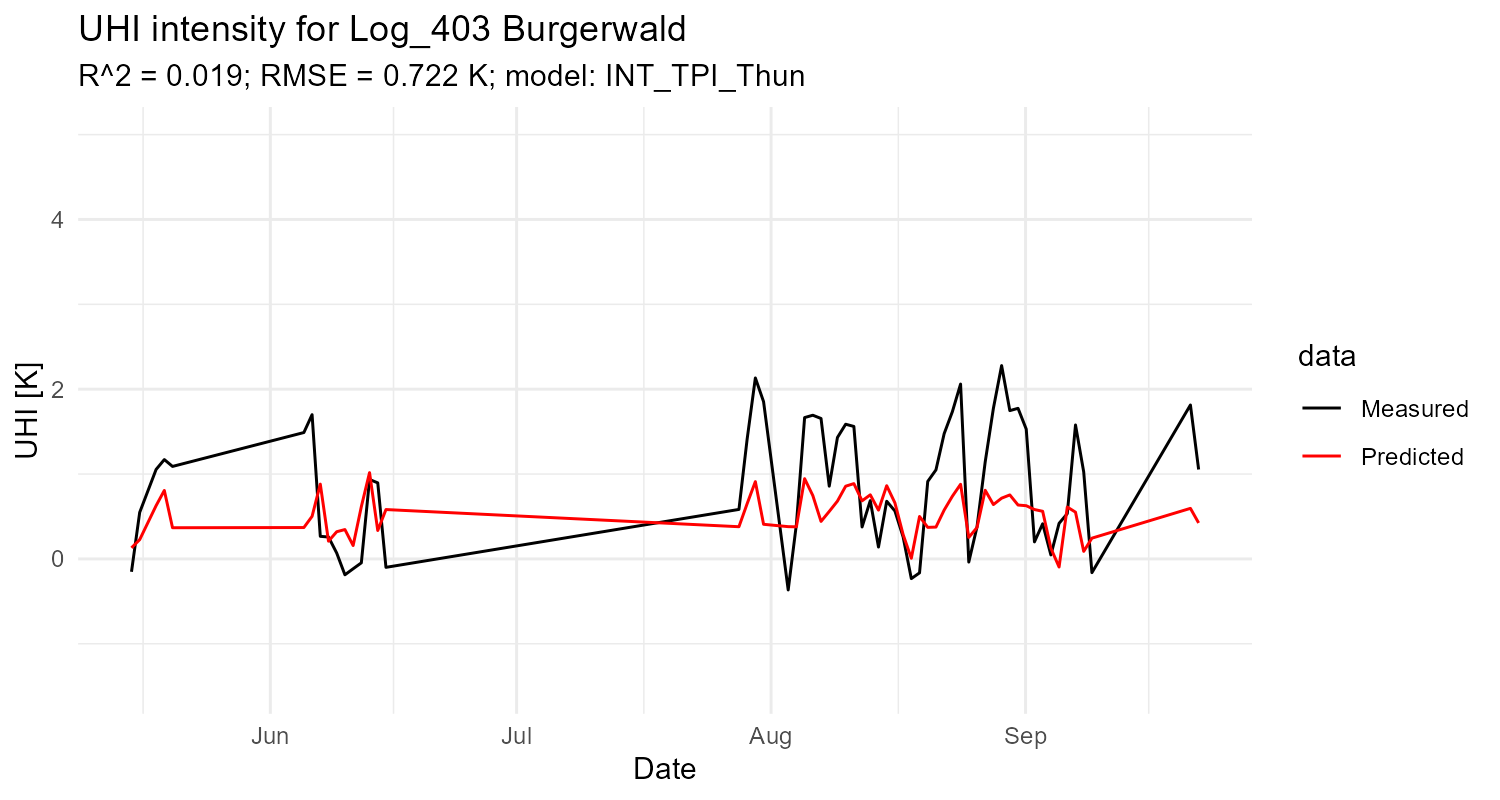 UHI intensity for Log_403 Burgerwald
R^2 = 0.019; RMSE = 0.722 K; model: INT_TPI_Thun
UHI [K]
4
2
0
Jun Jul Aug Sep
Date
data
Measured
Predicted